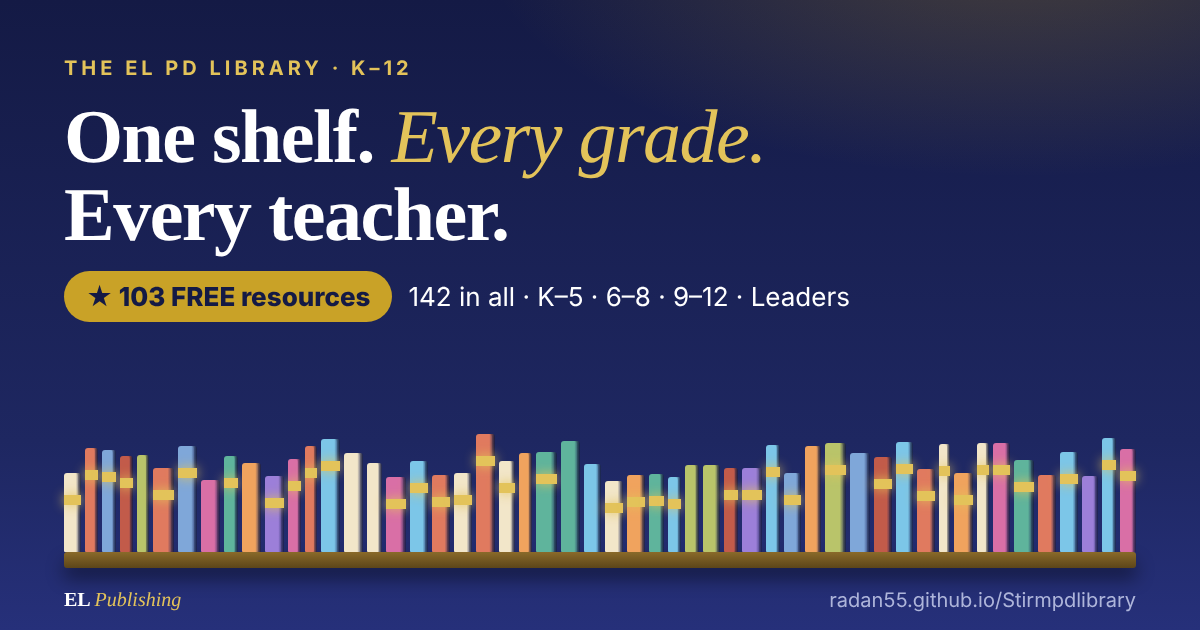 THE EL PD LIBRARY · K–12
One shelf. Every grade.
Every teacher.
★ 103 FREE resources 142 in all · K–5 · 6–8 · 9–12 · Leaders
EL Publishing radan55.github.io/Stirmpdlibrary